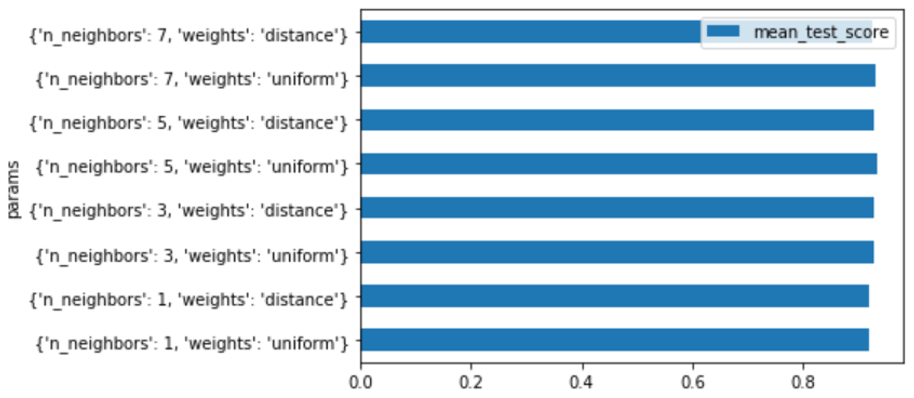 {'n_neighbors': 7, 'weights': 'distance'}
mean_test_score
{'n_neighbors': 7, 'weights': 'uniform'}
{'n_neighbors': 5, 'weights': 'distance'}
{'n_neighbors': 5, 'weights': 'uniform'}
params
{'n_neighbors': 3, 'weights': 'distance'}
{'n_neighbors': 3, 'weights': 'uniform'}
{'n_neighbors': 1, 'weights': 'distance'}
{'n_neighbors': 1, 'weights': 'uniform'}
0.0 0.2 0.4 0.6 0.8